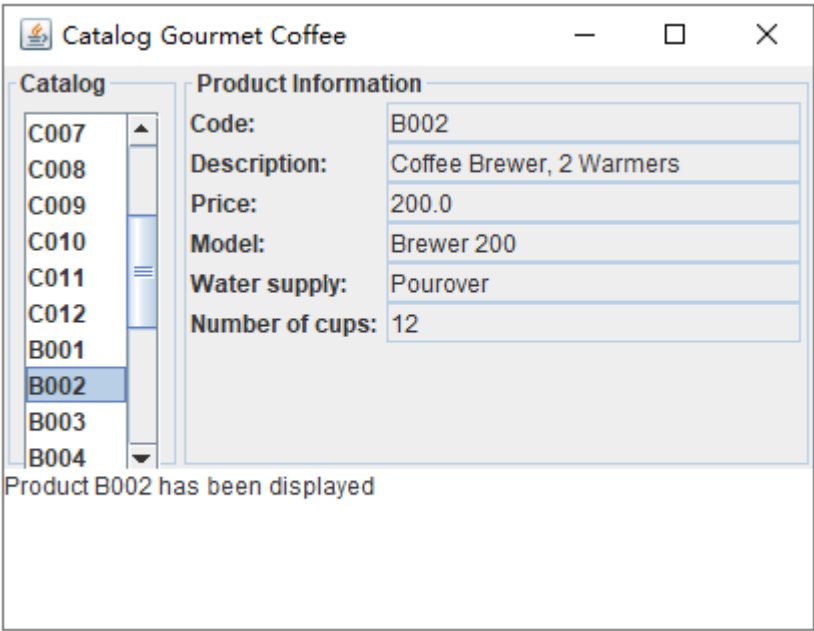 Catalog Gourmet Coffee
Catalog
C007
C008
C009
C010
C011
C012
B001
B002
B003
B004
Product Information
Code: B002
Description: Coffee Brewer, 2 Warmers
Price: 200.0
Model: Brewer 200
Water supply: Pourover
Number of cups: 12
Product B002 has been displayed